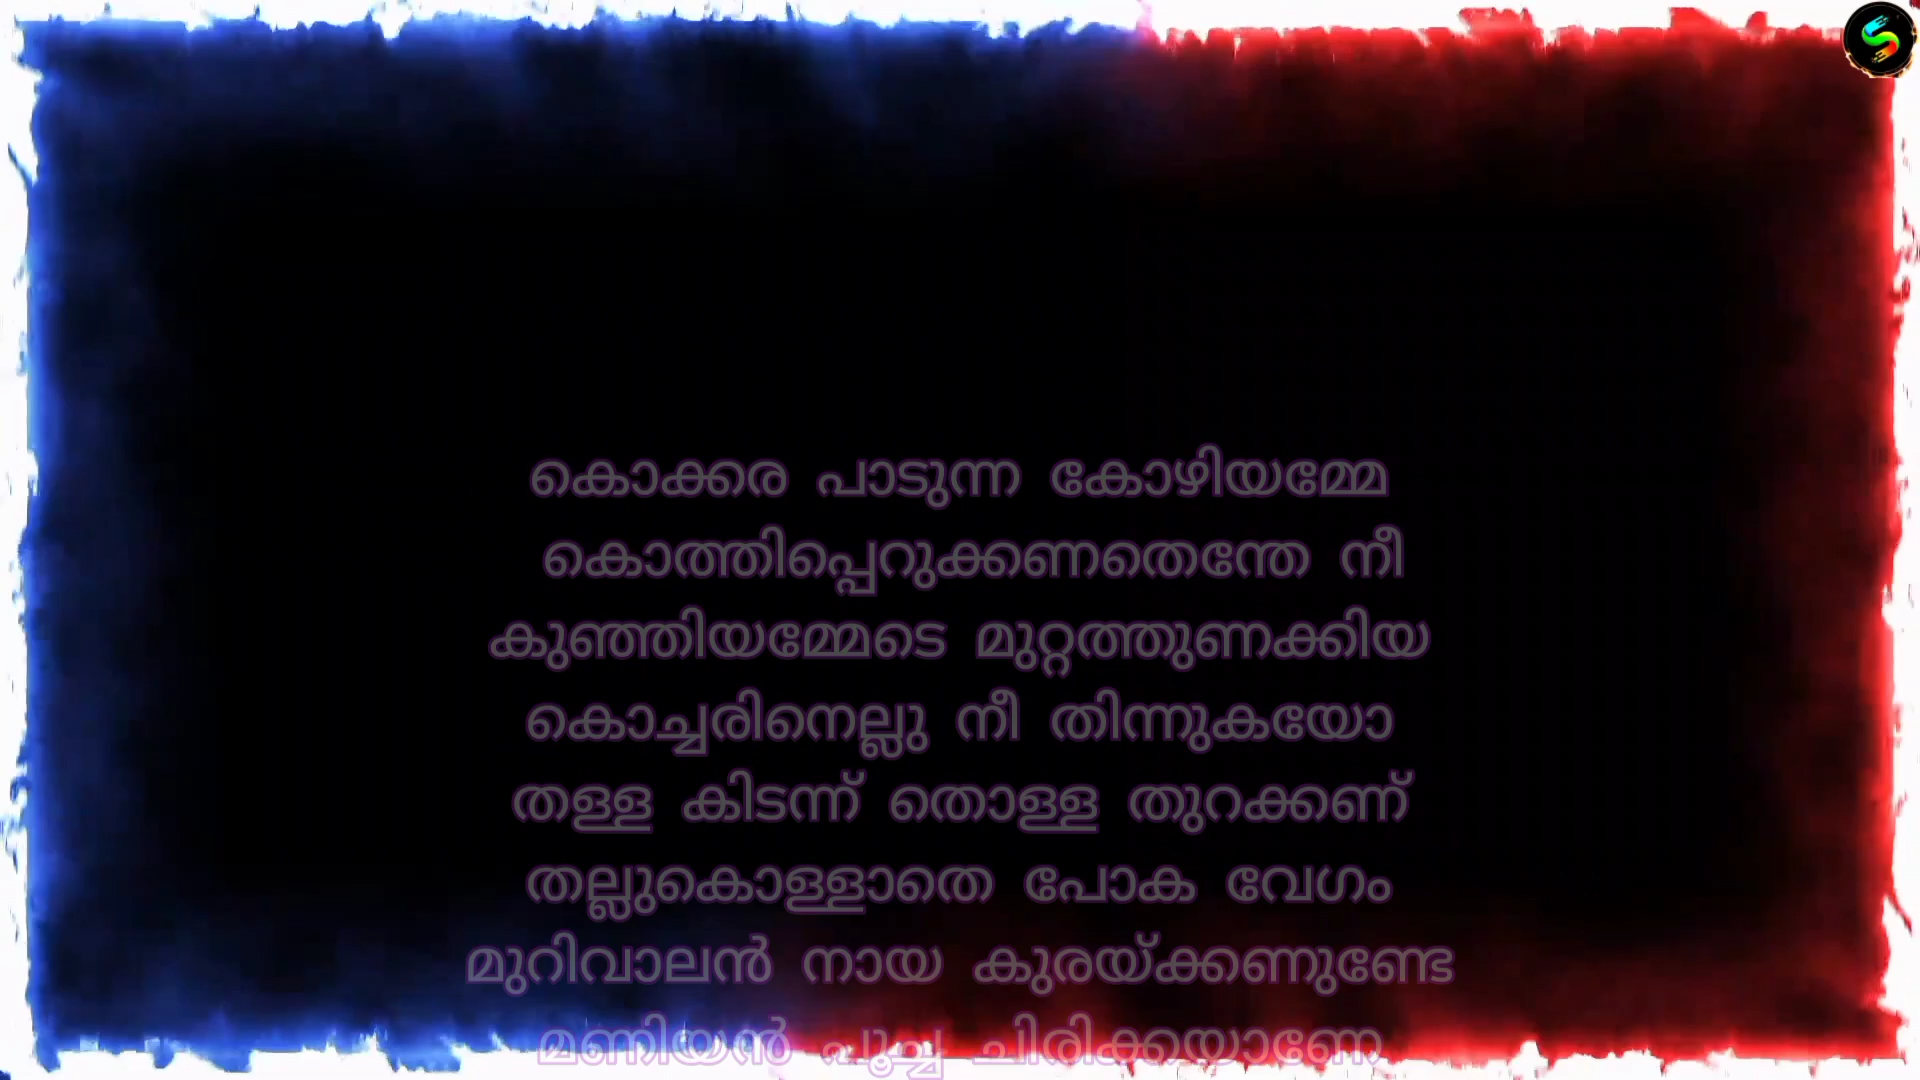 കൊക്കര പാടുന്ന കോഴിയമ്മേ
കൊത്തിപ്പെറുക്കണതെന്തേ നീ
കുഞ്ഞിയമ്മേടെ മുറ്റത്തുണക്കിയ
കൊച്ചരിനെല്ലു നീ തിന്നുകയോ
തള്ള കിടന്ന് തൊള്ള തുറക്കണ്
തല്ലുകൊള്ളാതെ പോക വേഗം
മുറിവാലൻ നായ കുരയ്ക്കണുണ്ടേ
മണിയൻ പൂച്ച ചിരിക്കയാണേ